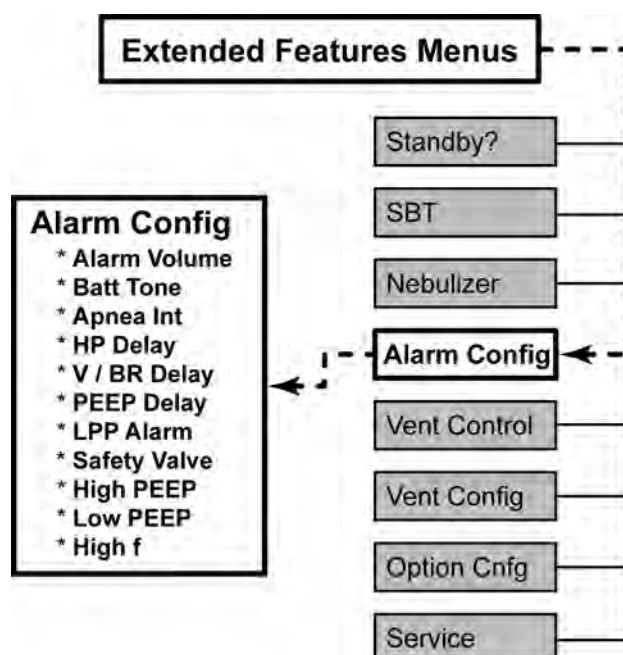 Extended Features Menus
Standby?
SBT
Nebulizer
Alarm Config
Vent Control
Vent Config
Option Cnfg
Service
Alarm Config
* Alarm Volume
* Batt Tone
* Apnea Int
* HP Delay
* V / BR Delay
* PEEP Delay
* LPP Alarm
* Safety Valve
* High PEEP
* Low PEEP
* High f